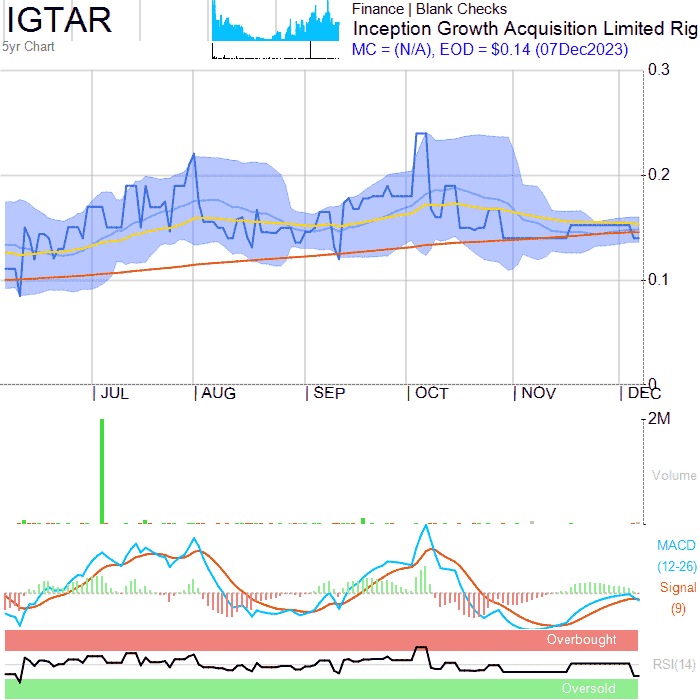 IGTAR
5yr Chart
Finance | Blank Checks
Inception Growth Acquisition Limited Rig
MC = (N/A), EOD = $0.14 (07Dec2023)
0.3
0.2
0.1
0
JUL AUG SEP OCT NOV DEC
2M
Volume
MACD
(12-26)
Signal
(9)
Overbought
RSI(14)
Oversold